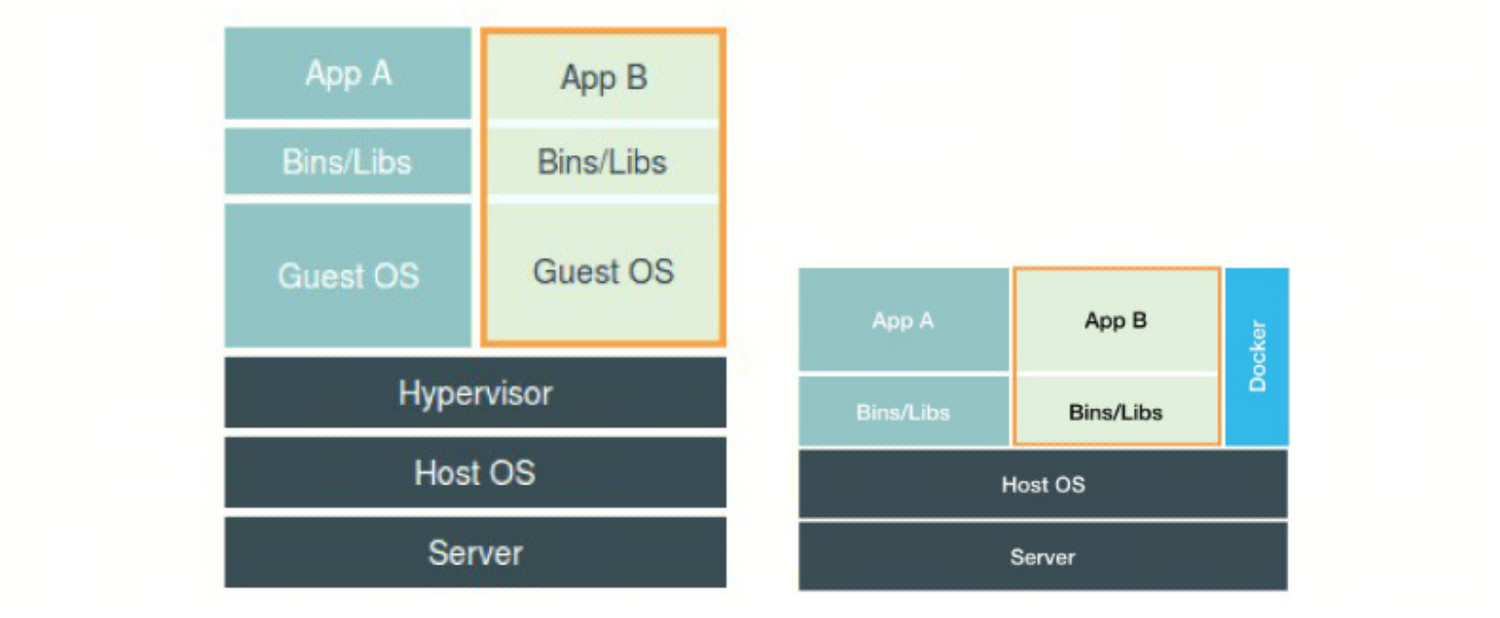 App A
App B
Bins/Libs
Bins/Libs
Guest OS
Guest OS
Hypervisor
Host OS
Server
App A
App B
Docker
Bins/Libs
Bins/Libs
Host OS
Server